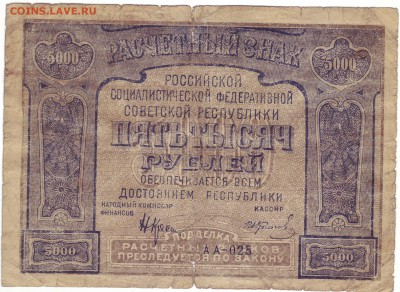 COINS.LAVE.RU
РАСЧЕТНЫЙ ЗНАК
5000 5000
РОССИЙСКОЙ
СОЦИАЛИСТИЧЕСКОЙ ФЕДЕРАТИВНОЙ
СОВЕТСКОЙ РЕСПУБЛИКИ
ПЯТЬ ТЫСЯЧ
РУБЛЕЙ
ОБЕСПЕЧИВАЕТСЯ ВСЕМ
ДОСТОЯНИЕМ РЕСПУБЛИКИ
НАРОДНЫЙ КОМИССАР
ФИНАНСОВ
КАССИР
ПОДДЕЛКА
АА-025
РАСЧЕТНЫХ ЗНАКОВ
5000 5000
ПРЕСЛЕДУЕТСЯ ПО ЗАКОНУ